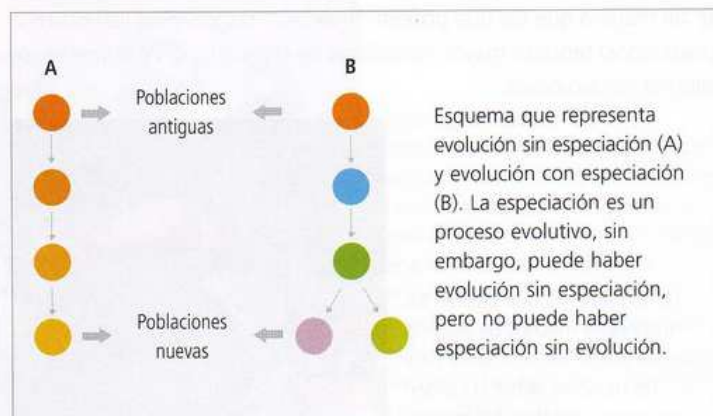 A
B
Poblaciones
antiguas
Esquema que representa
evolución sin especiación (A)
y evolución con especiación
(B). La especiación es un
proceso evolutivo, sin
embargo, puede haber
evolución sin especiación,
pero no puede haber
especiación sin evolución.
Poblaciones
nuevas